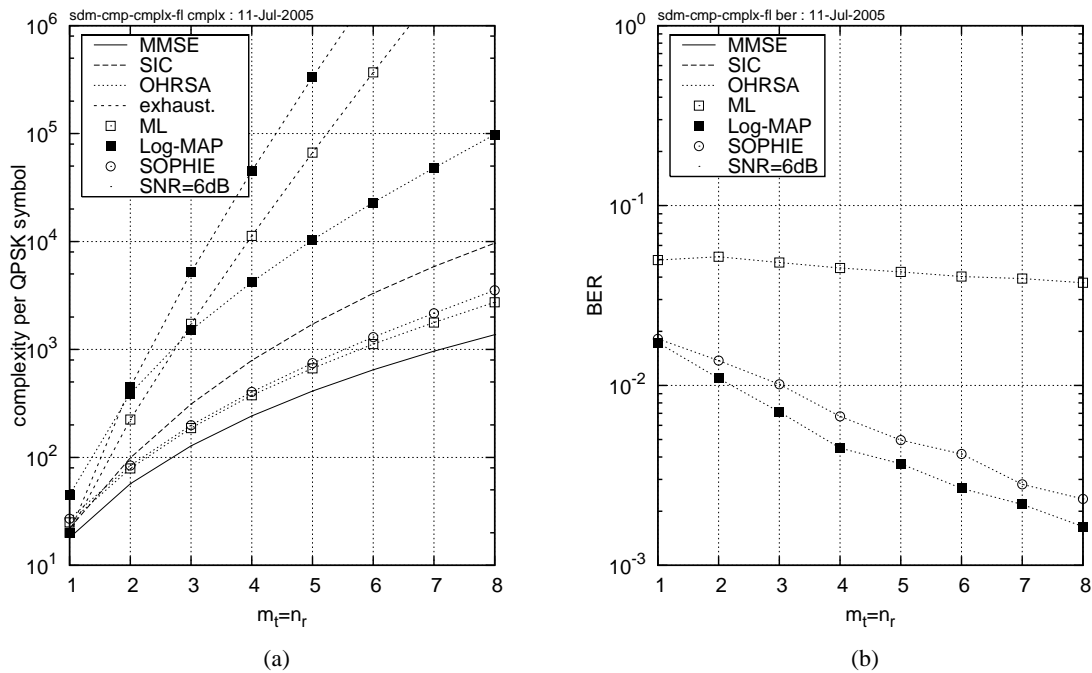 sdm-cmp-cmplx-fl cmplx : 11-Jul-2005
complexity per QPSK symbol
10^6
10^5
10^4
10^3
10^2
10^1
MMSE
SIC
OHRSA
exhaust.
ML
Log-MAP
SOPHIE
SNR=6dB
1 2 3 4 5 6 7 8
m_t=n_r
(a)
sdm-cmp-cmplx-fl ber : 11-Jul-2005
BER
10^0
10^-1
10^-2
10^-3
MMSE
SIC
OHRSA
ML
Log-MAP
SOPHIE
SNR=6dB
1 2 3 4 5 6 7 8
m_t=n_r
(b)